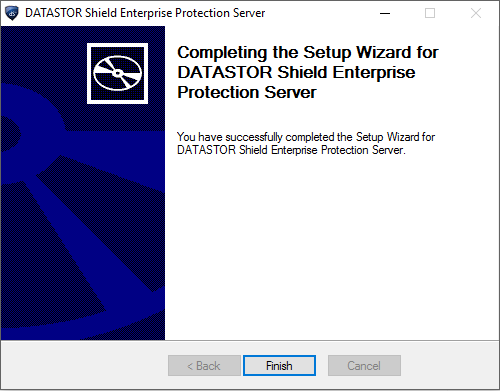 DATASTOR Shield Enterprise Protection Server
Completing the Setup Wizard for
DATASTOR Shield Enterprise
Protection Server
You have successfully completed the Setup Wizard for
DATASTOR Shield Enterprise Protection Server.
< Back
Finish
Cancel